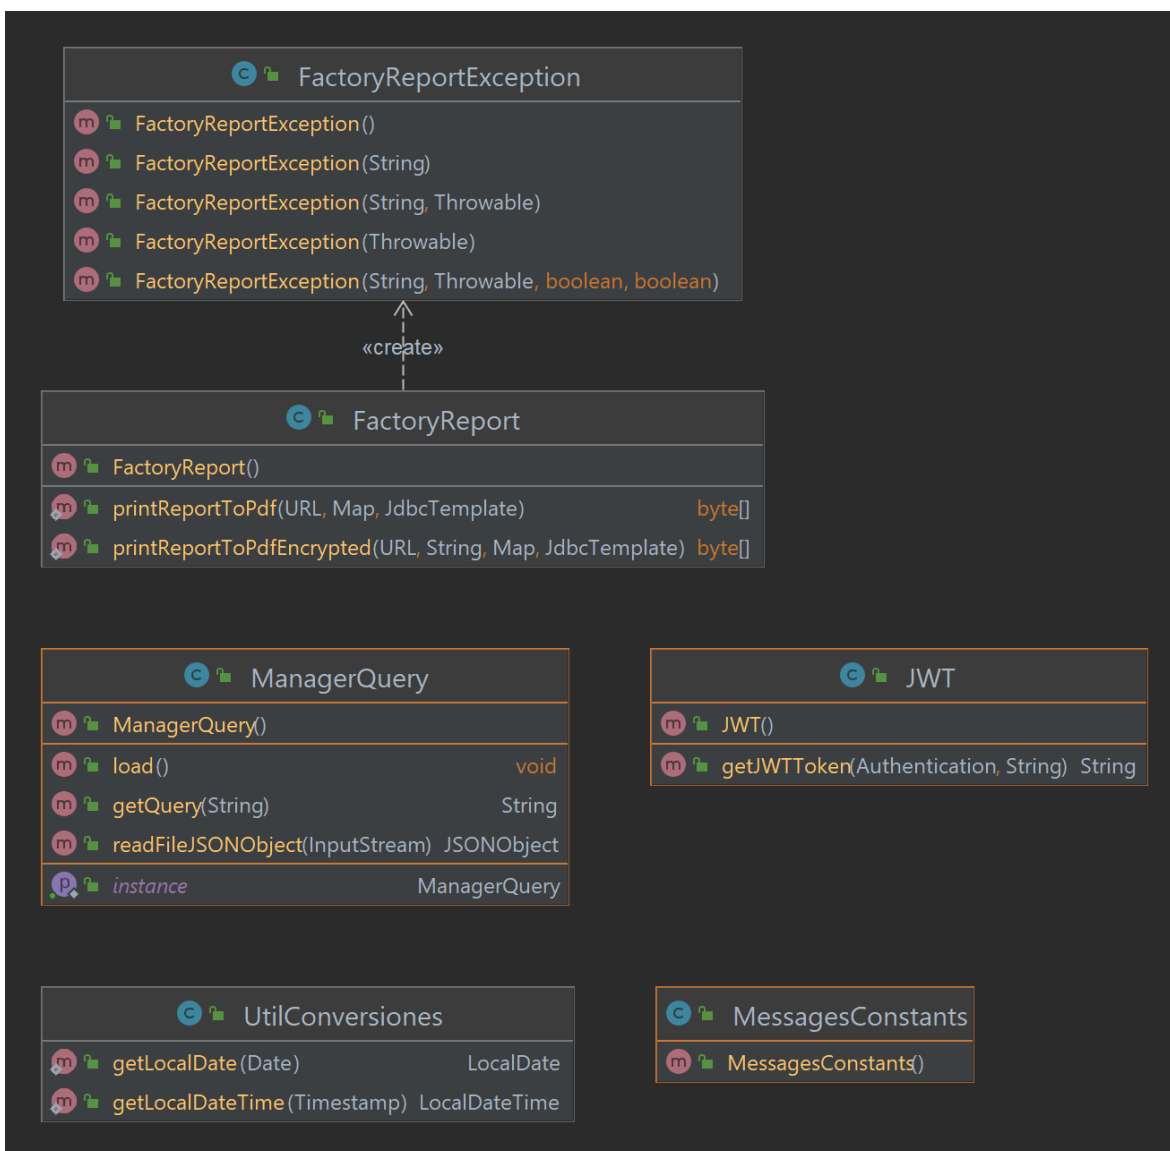 FactoryReportException
FactoryReportException()
FactoryReportException(String)
FactoryReportException(String, Throwable)
FactoryReportException(Throwable)
FactoryReportException(String, Throwable, boolean, boolean)
«create»
FactoryReport
FactoryReport()
printReportToPdf(URL, Map, JdbcTemplate) byte[]
printReportToPdfEncrypted(URL, String, Map, JdbcTemplate) byte[]
ManagerQuery
ManagerQuery()
load() void
getQuery(String) String
readFileJSONObject(InputStream) JSONObject
instance ManagerQuery
JWT
JWT()
getJWTToken(Authentication, String) String
UtilConversiones
getLocalDate(Date) LocalDate
getLocalDateTime(Timestamp) LocalDateTime
MessagesConstants
MessagesConstants()